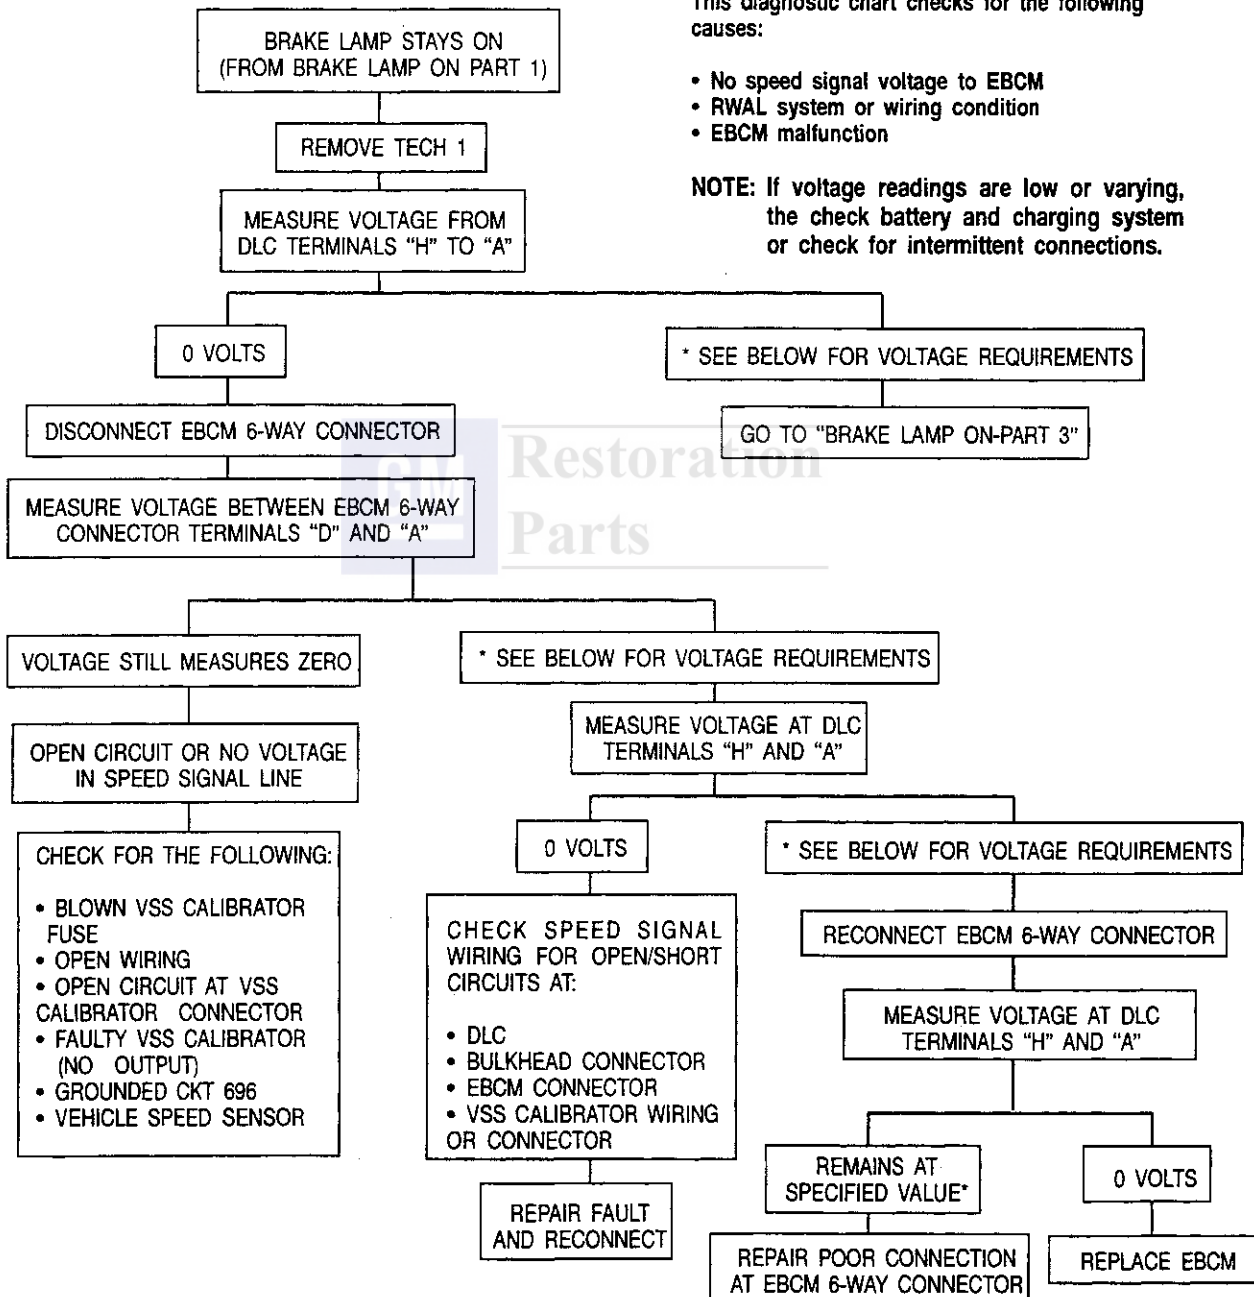 This diagnostic chart checks for the following
causes:
• No speed signal voltage to EBCM
• RWAL system or wiring condition
• EBCM malfunction
NOTE: If voltage readings are low or varying,
the check battery and charging system
or check for intermittent connections.
BRAKE LAMP STAYS ON
(FROM BRAKE LAMP ON PART 1)
REMOVE TECH 1
MEASURE VOLTAGE FROM
DLC TERMINALS “H” TO “A”
0 VOLTS
* SEE BELOW FOR VOLTAGE REQUIREMENTS
DISCONNECT EBCM 6-WAY CONNECTOR
GO TO "BRAKE LAMP ON-PART 3"
MEASURE VOLTAGE BETWEEN EBCM 6-WAY
CONNECTOR TERMINALS “D” AND “A”
GM
Restoration
Parts
VOLTAGE STILL MEASURES ZERO
* SEE BELOW FOR VOLTAGE REQUIREMENTS
OPEN CIRCUIT OR NO VOLTAGE
IN SPEED SIGNAL LINE
MEASURE VOLTAGE AT DLC
TERMINALS “H” AND “A”
CHECK FOR THE FOLLOWING:
• BLOWN VSS CALIBRATOR
FUSE
• OPEN WIRING
• OPEN CIRCUIT AT VSS
CALIBRATOR CONNECTOR
• FAULTY VSS CALIBRATOR
(NO OUTPUT)
• GROUNDED CKT 696
• VEHICLE SPEED SENSOR
0 VOLTS
* SEE BELOW FOR VOLTAGE REQUIREMENTS
CHECK SPEED SIGNAL
WIRING FOR OPEN/SHORT
CIRCUITS AT:
• DLC
• BULKHEAD CONNECTOR
• EBCM CONNECTOR
• VSS CALIBRATOR WIRING
OR CONNECTOR
REPAIR FAULT
AND RECONNECT
RECONNECT EBCM 6-WAY CONNECTOR
MEASURE VOLTAGE AT DLC
TERMINALS “H” AND “A”
REMAINS AT
SPECIFIED VALUE*
0 VOLTS
REPAIR POOR CONNECTION
AT EBCM 6-WAY CONNECTOR
REPLACE EBCM